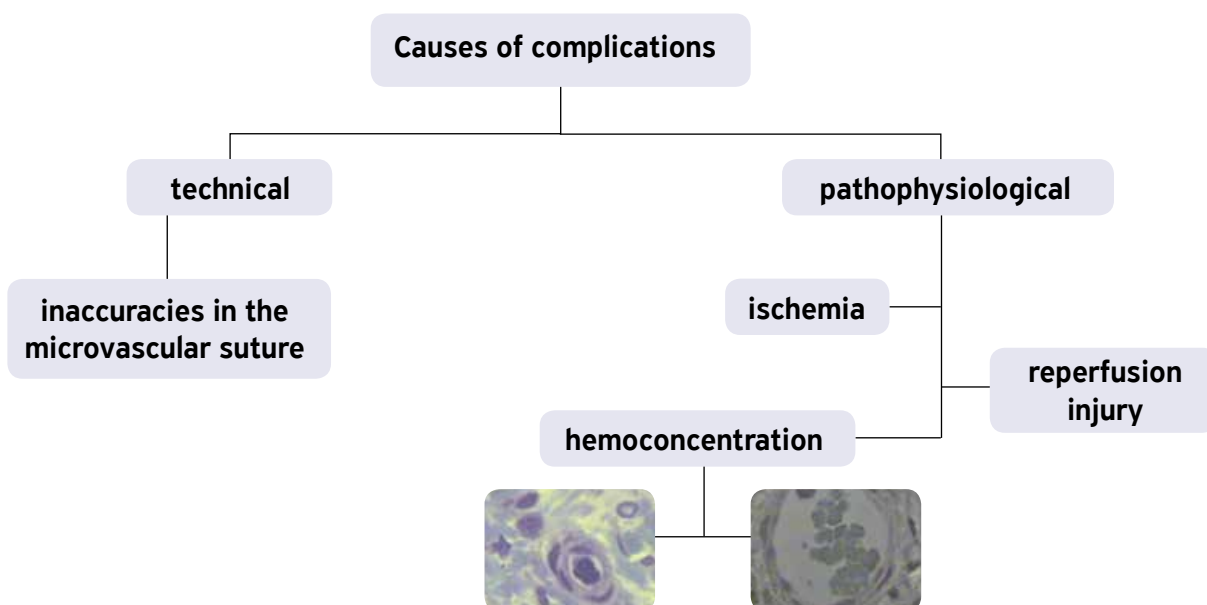 Causes of complications
technical
pathophysiological
inaccuracies in the
microvascular suture
ischemia
reperfusion
injury
hemoconcentration